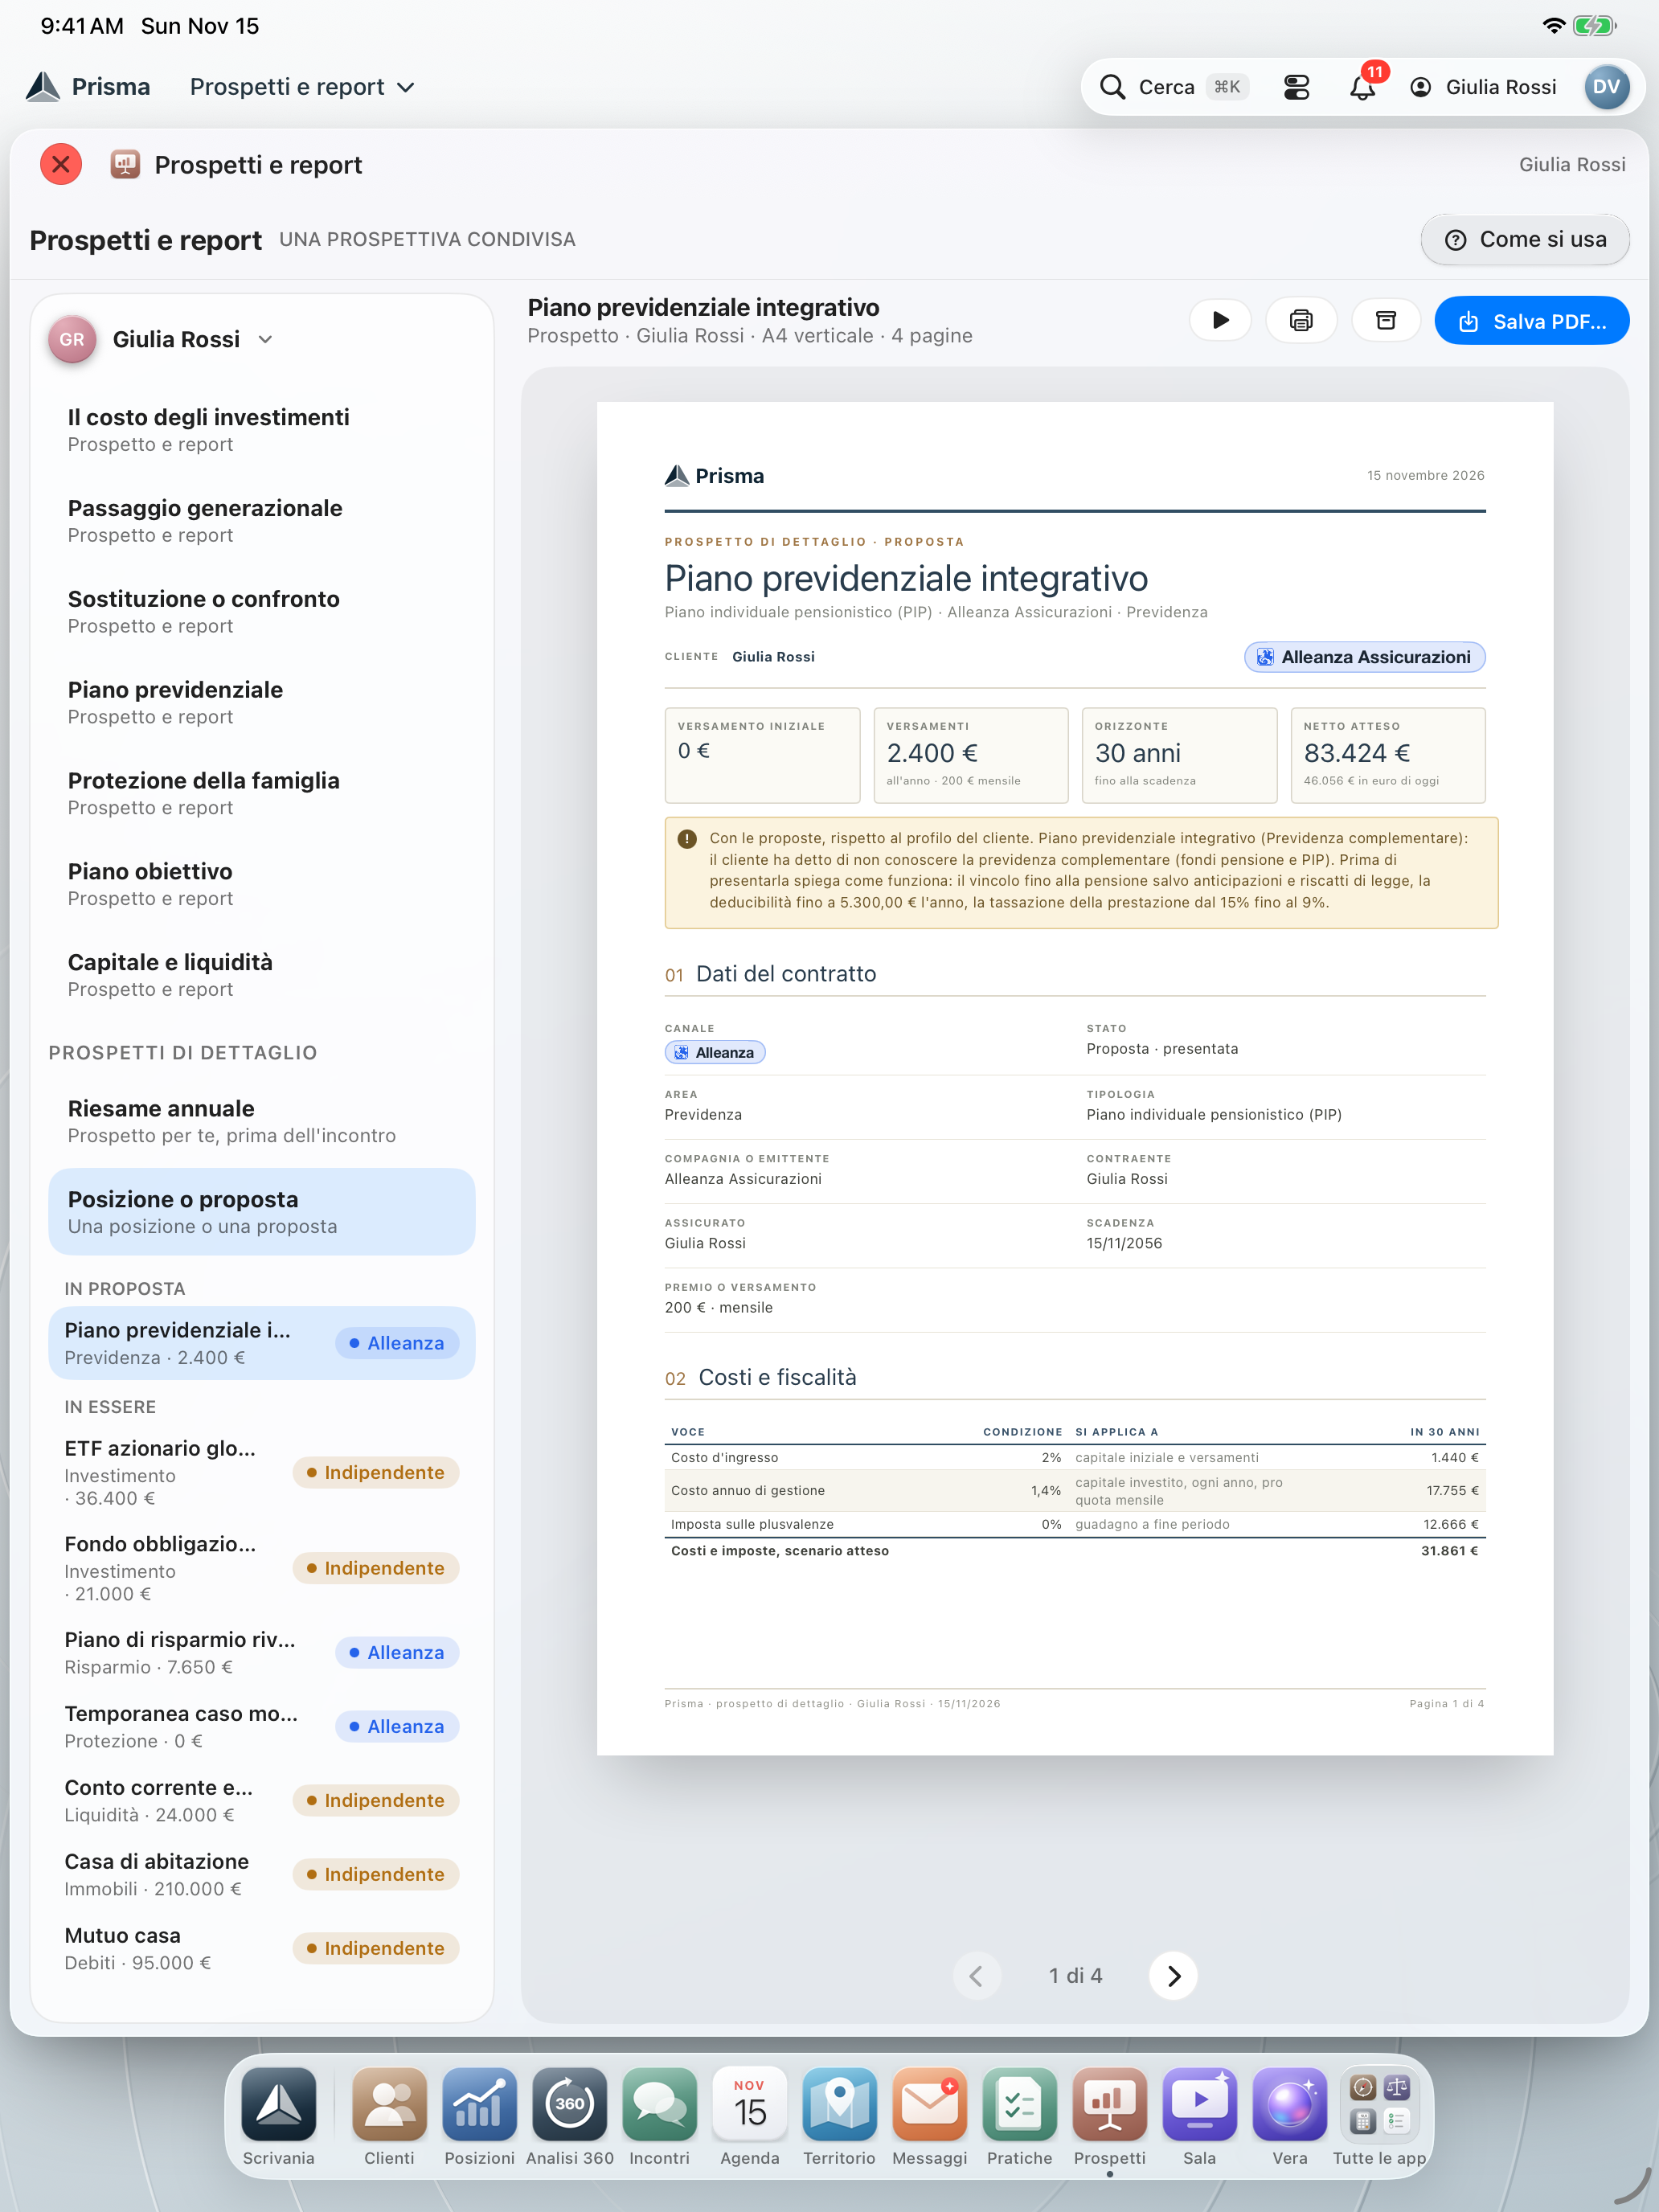 9:41 AM Sun Nov 15
Prisma
Prospetti e report
Cerca ⌘K
11
Giulia Rossi
DV
Prospetti e report
Giulia Rossi
Prospetti e report UNA PROSPETTIVA CONDIVISA
Come si usa
GR Giulia Rossi
Il costo degli investimenti
Prospetto e report
Passaggio generazionale
Prospetto e report
Sostituzione o confronto
Prospetto e report
Piano previdenziale
Prospetto e report
Protezione della famiglia
Prospetto e report
Piano obiettivo
Prospetto e report
Capitale e liquidità
Prospetto e report
PROSPETTI DI DETTAGLIO
Riesame annuale
Prospetto per te, prima dell'incontro
Posizione o proposta
Una posizione o una proposta
IN PROPOSTA
Piano previdenziale i...
Previdenza · 2.400 €
Alleanza
IN ESSERE
ETF azionario glo...
Investimento
· 36.400 €
Indipendente
Fondo obbligazio...
Investimento
· 21.000 €
Indipendente
Piano di risparmio riv...
Risparmio · 7.650 €
Alleanza
Temporanea caso mo...
Protezione · 0 €
Alleanza
Conto corrente e...
Liquidità · 24.000 €
Indipendente
Casa di abitazione
Immobili · 210.000 €
Indipendente
Mutuo casa
Debiti · 95.000 €
Indipendente
Piano previdenziale integrativo
Prospetto · Giulia Rossi · A4 verticale · 4 pagine
Salva PDF...
Prisma
15 novembre 2026
PROSPETTO DI DETTAGLIO · PROPOSTA
Piano previdenziale integrativo
Piano individuale pensionistico (PIP) · Alleanza Assicurazioni · Previdenza
CLIENTE Giulia Rossi
Alleanza Assicurazioni
VERSAMENTO INIZIALE
0 €
VERSAMENTI
2.400 €
all'anno · 200 € mensile
ORIZZONTE
30 anni
fino alla scadenza
NETTO ATTESO
83.424 €
46.056 € in euro di oggi
Con le proposte, rispetto al profilo del cliente. Piano previdenziale integrativo (Previdenza complementare):
il cliente ha detto di non conoscere la previdenza complementare (fondi pensione e PIP). Prima di
presentarla spiega come funziona: il vincolo fino alla pensione salvo anticipazioni e riscatti di legge, la
deducibilità fino a 5.300,00 € l'anno, la tassazione della prestazione dal 15% fino al 9%.
01 Dati del contratto
CANALE
Alleanza
STATO
Proposta · presentata
AREA
Previdenza
TIPOLOGIA
Piano individuale pensionistico (PIP)
COMPAGNIA O EMITTENTE
Alleanza Assicurazioni
CONTRAENTE
Giulia Rossi
ASSICURATO
Giulia Rossi
SCADENZA
15/11/2056
PREMIO O VERSAMENTO
200 € · mensile
02 Costi e fiscalità
VOCE CONDIZIONE SI APPLICA A IN 30 ANNI
Costo d'ingresso 2% capitale iniziale e versamenti 1.440 €
Costo annuo di gestione 1,4% capitale investito, ogni anno, pro
quota mensile 17.755 €
Imposta sulle plusvalenze 0% guadagno a fine periodo 12.666 €
Costi e imposte, scenario atteso 31.861 €
Prisma · prospetto di dettaglio · Giulia Rossi · 15/11/2026
Pagina 1 di 4
1 di 4
360
NOV
15
Scrivania
Clienti
Posizioni
Analisi 360
Incontri
Agenda
Territorio
Messaggi
Pratiche
Prospetti
Sala
Vera
Tutte le app